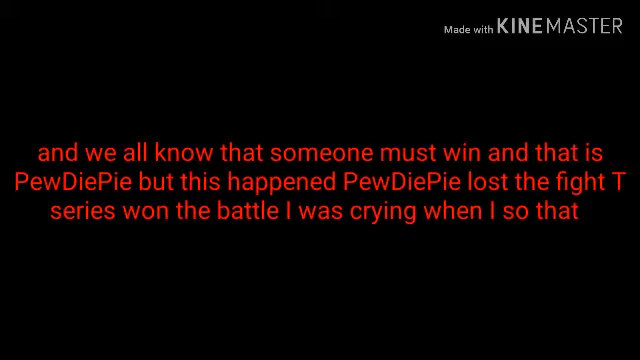 Made with KINEMASTER
and we all know that someone must win and that is
PewDiePie but this happened PewDiePie lost the fight T
series won the battle I was crying when I so that